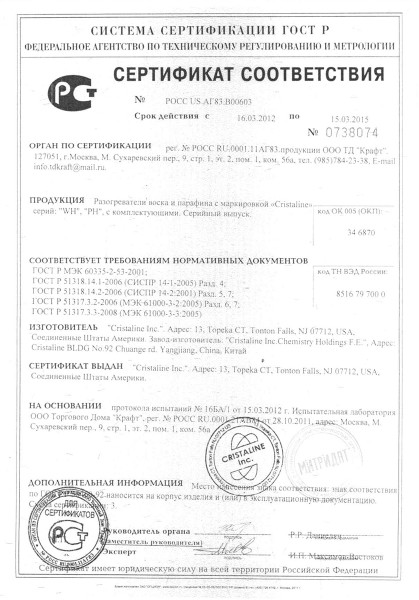 СИСТЕМА СЕРТИФИКАЦИИ ГОСТ Р
ФЕДЕРАЛЬНОЕ АГЕНТСТВО ПО ТЕХНИЧЕСКОМУ РЕГУЛИРОВАНИЮ И МЕТРОЛОГИИ
СЕРТИФИКАТ СООТВЕТСТВИЯ
№ РОСС US.АГ83.В00603
Срок действия с 16.03.2012 по 15.03.2015
№ 0738074
ОРГАН ПО СЕРТИФИКАЦИИ рег. № РОСС RU.0001.11АГ83.продукции ООО ТД "Крафт".
127051, г.Москва, М. Сухаревский пер., 9, стр. 1, эт. 2, пом. 1, ком, 56а, тел. (985)784-23-38, E-mail
info.tdkraft@mail.ru.
ПРОДУКЦИЯ Разогреватели воска и парафина с маркировкой «Cristaline»
серий: "WH", "PH", с комплектующими. Серийный выпуск.
код ОК 005 (ОКП):
34 6870
СООТВЕТСТВУЕТ ТРЕБОВАНИЯМ НОРМАТИВНЫХ ДОКУМЕНТОВ
ГОСТ Р МЭК 60335-2-53-2001;
ГОСТ Р 51318.14.1-2006 (СИСПР 14-1-2005) Разд. 4;
ГОСТ Р 51318.14.2-2006 (СИСПР 14-2:2001) Разд. 5, 7;
ГОСТ Р 51317.3.2-2006 (МЭК 61000-3-2:2005) Разд. 6, 7;
ГОСТ Р 51317.3.3-2008 (МЭК 61000-3-3:2005)
код ТН ВЭД России:
8516 79 700 0
ИЗГОТОВИТЕЛЬ "Cristaline Inc.". Адрес: 13, Topeka CT, Tonton Falls, NJ 07712, USA,
Соединенные Штаты Америки. Завод-изготовитель: "Cristaline Inc.Chemistry Holdings F.E.", Адрес
Cristaline BLDG.No.92 Chuange rd. Yangjiang, China, Китай
СЕРТИФИКАТ ВЫДАН "Cristaline Inc.". Адрес: 13, Topeka CT, Tonton Falls, NJ 07712, USA,
Соединенные Штаты Америки.
НА ОСНОВАНИИ протокола испытаний № 16БА/1 от 15.03.2012 г. Испытательная лаборатория
ООО Торгового Дома "Крафт", рег. № РОСС RU.0001 от 28.10.2011, адрес: Москва, М.
Сухаревский пер., 9, стр. 1, эт. 2, пом. 1, ком. 56а
CRISTALINE Inc.
ДОПОЛНИТЕЛЬНАЯ ИНФОРМАЦИЯ Место нанесения знака соответствия: знак соответствия
по 92-наносится на корпус изделия и (или) в эксплуатационную документацию.
сертификации: 3.
ДЛЯ СЕРТИФИКАТОВ
Руководитель органа
(заместитель руководителя)
Эксперт
Р.Р.
И.П.
Сертификат имеет юридическую силу на всей территории Российской Федерации